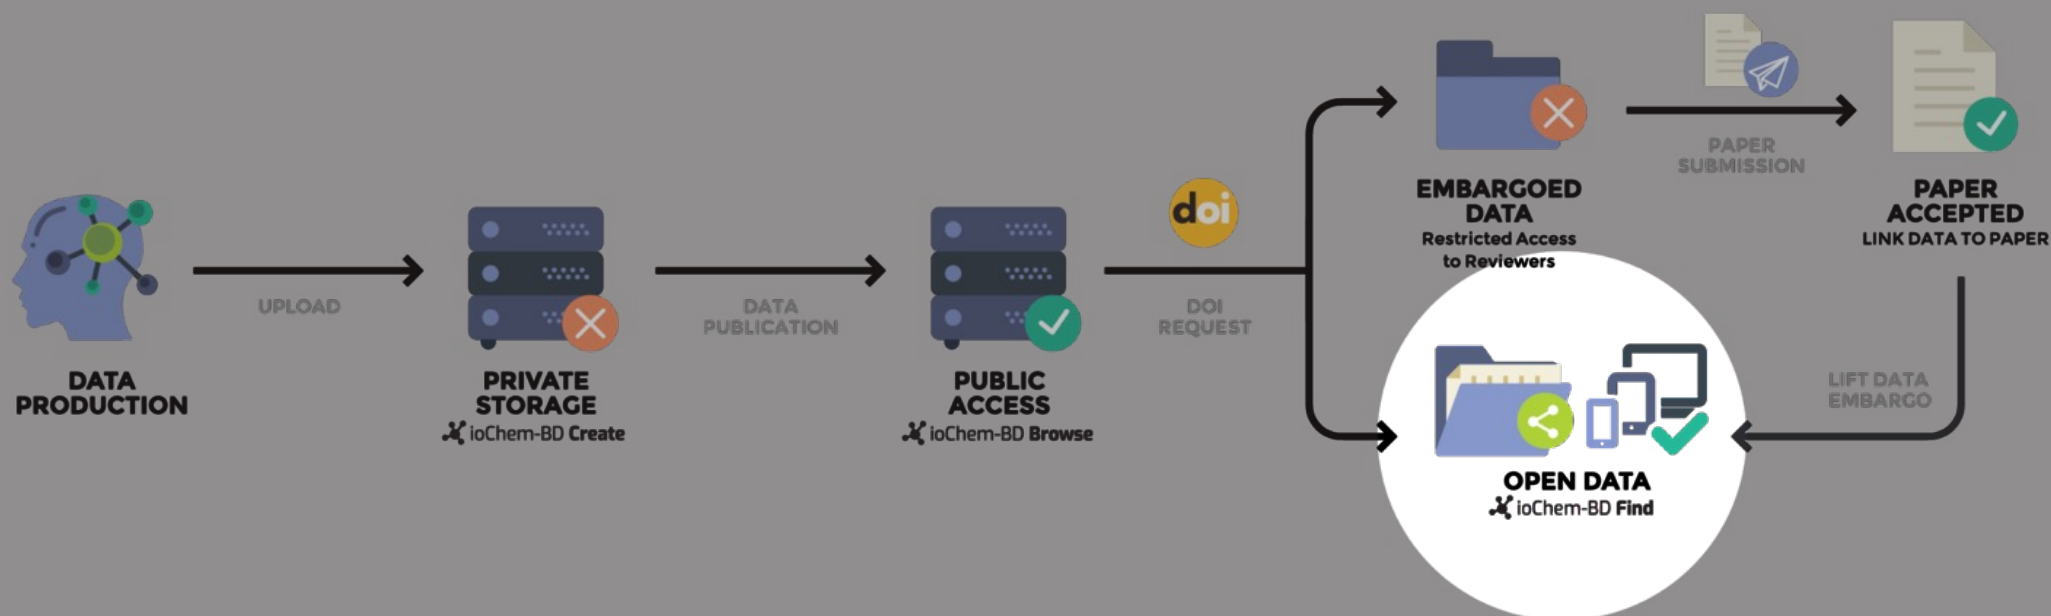 DATA
PRODUCTION
UPLOAD
PRIVATE
STORAGE
ioChem-BD Create
DATA
PUBLICATION
PUBLIC
ACCESS
ioChem-BD Browse
doi
DOI
REQUEST
EMBARGOED
DATA
Restricted Access
to Reviewers
PAPER
SUBMISSION
PAPER
ACCEPTED
LINK DATA TO PAPER
LIFT DATA
EMBARGO
OPEN DATA
ioChem-BD Find